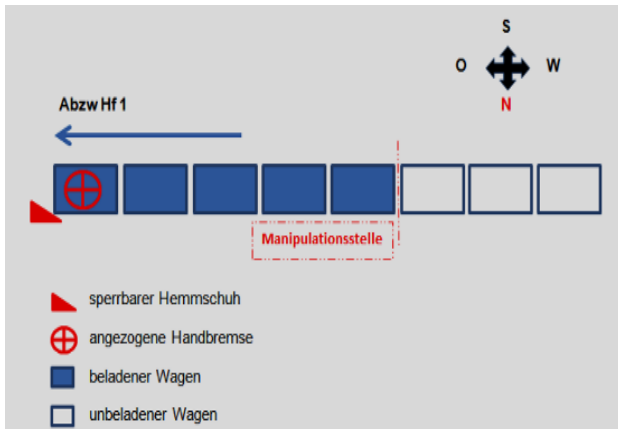 S
O W
N
Abzw Hf 1
Manipulationsstelle
sperrbarer Hemmschuh
angezogene Handbremse
beladener Wagen
unbeladener Wagen